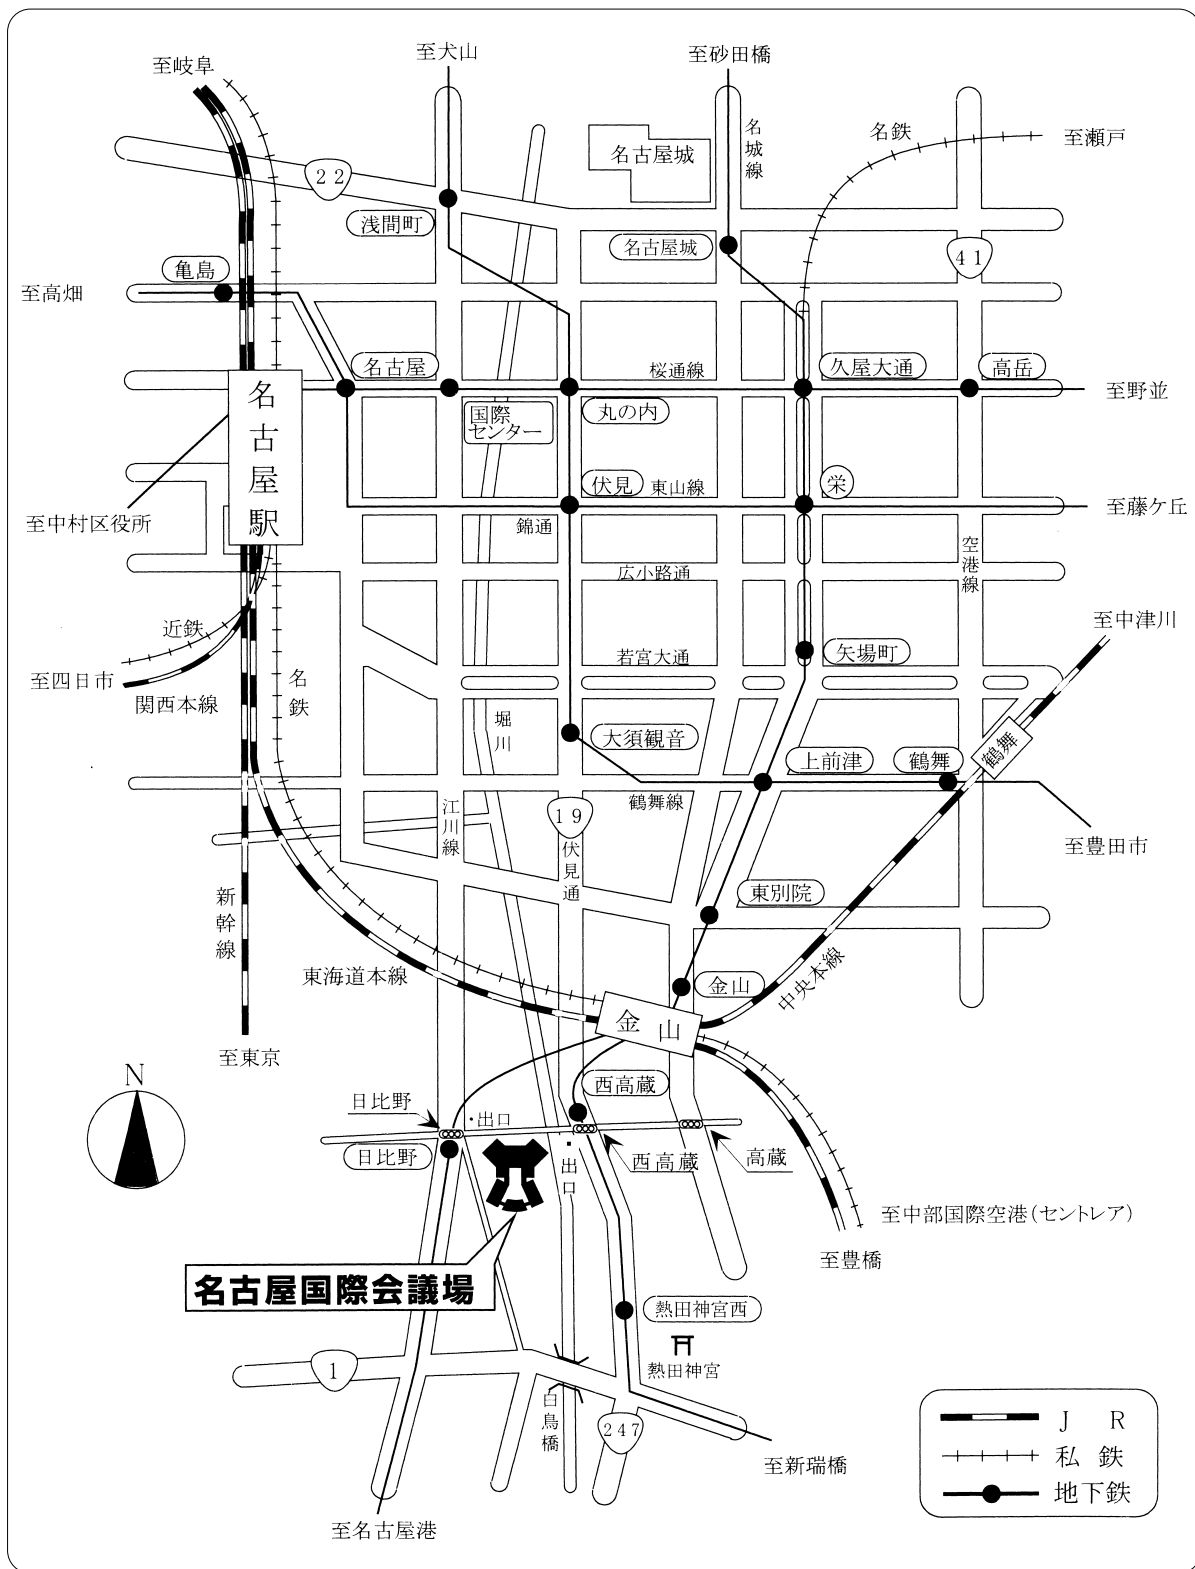 至犬山
至砂田橋
至岐阜
名城線
名鉄
至瀬戸
名古屋城
22
浅間町
名古屋城
41
亀島
至高畑
名古屋
桜通線
久屋大通
高岳
至野並
名古屋駅
国際
センター
丸の内
伏見
東山線
栄
至藤ケ丘
至中村区役所
錦通
空港線
広小路通
至中津川
近鉄
若宮大通
矢場町
至四日市
関西本線
名鉄
堀川
大須観音
上前津
鶴舞
鶴舞
江川線
19
鶴舞線
伏見通
至豊田市
新幹線
東別院
東海道本線
金山
中央本線
金山
至東京
N
西高蔵
日比野
・出口
日比野
・出口
西高蔵
高蔵
至中部国際空港(セントレア)
至豊橋
名古屋国際会議場
熱田神宮西
熱田神宮
1
白鳥橋
247
至新瑞橋
至名古屋港
J R
私鉄
地下鉄